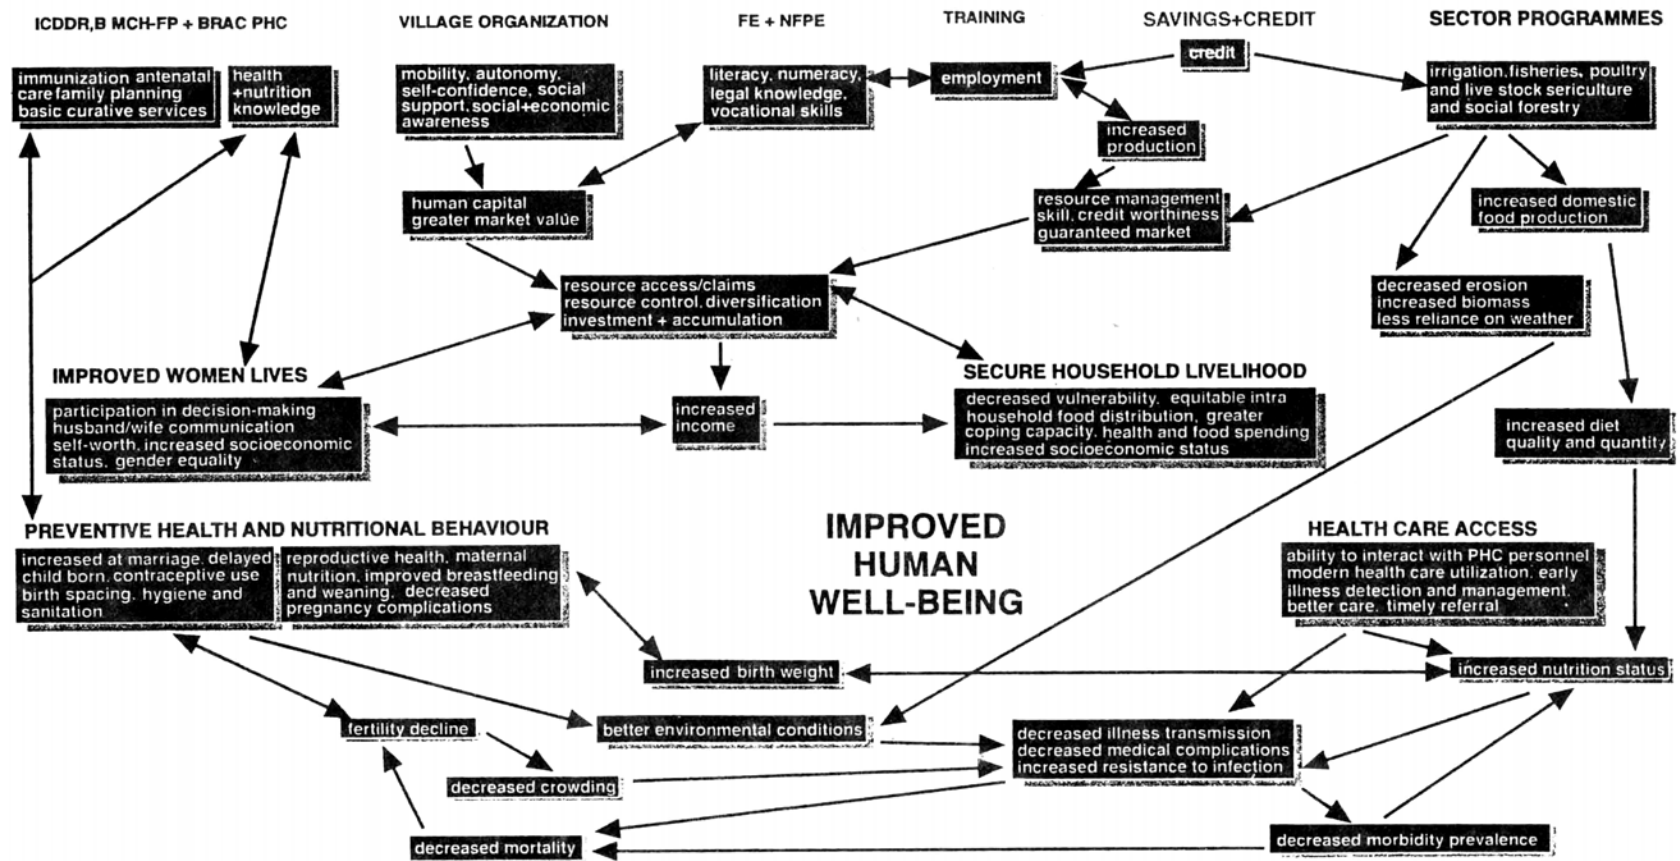 ICDDR,B MCH-FP + BRAC PHC
VILLAGE ORGANIZATION
FE + NFPE
TRAINING
SAVINGS+CREDIT
SECTOR PROGRAMMES
immunization antenatal
care family planning
basic curative services
health
+nutrition
knowledge
mobility, autonomy,
self-confidence, social
support, social+economic
awareness
literacy, numeracy,
legal knowledge,
vocational skills
employment
credit
irrigation, fisheries, poultry
and live stock sericulture
and social forestry
increased
production
human capital
greater market value
resource management
skill, credit worthiness
guaranteed market
increased domestic
food production
resource access/claims
resource control, diversification
investment + accumulation
decreased erosion
increased biomass
less reliance on weather
IMPROVED WOMEN LIVES
participation in decision-making
husband/wife communication
self-worth, increased socioeconomic
status, gender equality
increased
income
SECURE HOUSEHOLD LIVELIHOOD
decreased vulnerability, equitable intra
household food distribution, greater
coping capacity, health and food spending
increased socioeconomic status
increased diet
quality and quantity
PREVENTIVE HEALTH AND NUTRITIONAL BEHAVIOUR
increased at marriage, delayed
child born, contraceptive use
birth spacing, hygiene and
sanitation
reproductive health, maternal
nutrition, improved breastfeeding
and weaning, decreased
pregnancy complications
IMPROVED
HUMAN
WELL-BEING
HEALTH CARE ACCESS
ability to interact with PHC personnel
modern health care utilization, early
illness detection and management,
better care, timely referral
increased birth weight
increased nutrition status
fertility decline
better environmental conditions
decreased illness transmission
decreased medical complications
increased resistance to infection
decreased crowding
decreased mortality
decreased morbidity prevalence